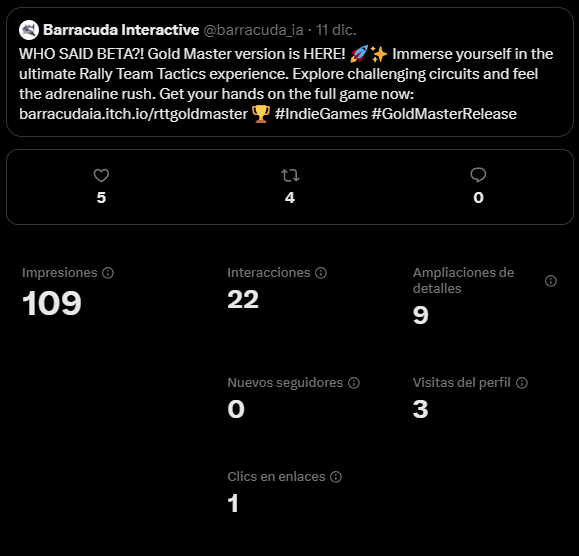 Barracuda Interactive @barracuda_ia · 11 dic.
WHO SAID BETA?! Gold Master version is HERE! 🚀✨ Immerse yourself in the
ultimate Rally Team Tactics experience. Explore challenging circuits and feel
the adrenaline rush. Get your hands on the full game now:
barracudaia.itch.io/rttgoldmaster 🏆 #IndieGames #GoldMasterRelease
5 4 0
Impresiones
109
Interacciones
22
Ampliaciones de
detalles
9
Nuevos seguidores
0
Visitas del perfil
3
Clics en enlaces
1